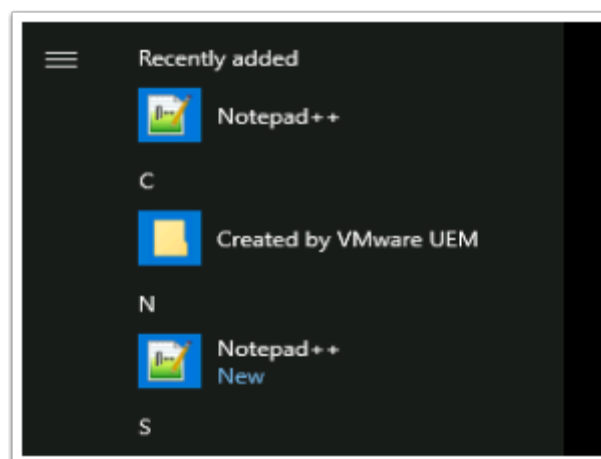 Recently added
Notepad++
C
Created by VMware UEM
N
Notepad++
New
S